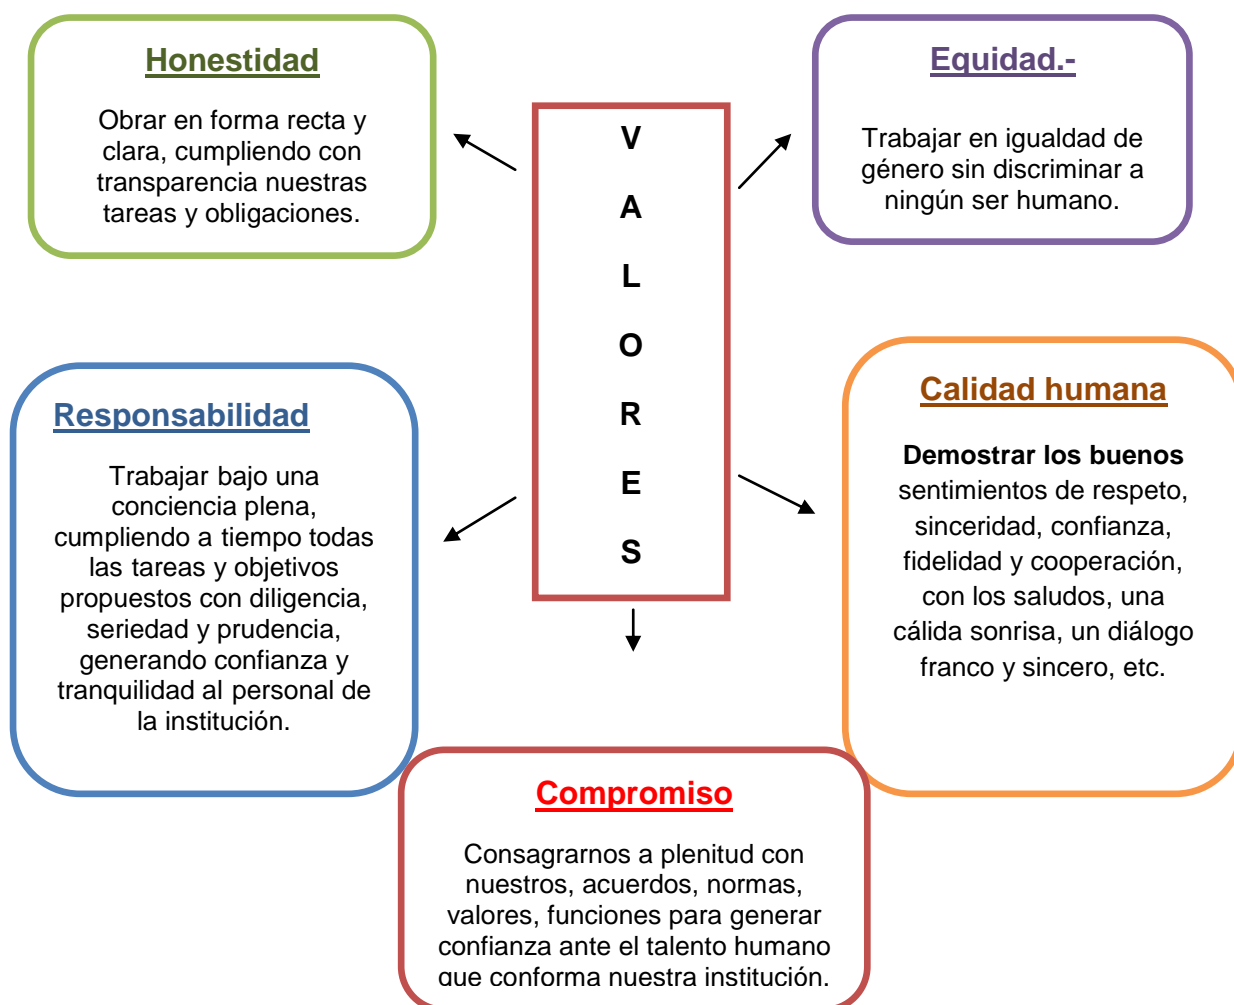 Honestidad
Obrar en forma recta y
clara, cumpliendo con
transparencia nuestras
tareas y obligaciones.
Equidad.-
Trabajar en igualdad de
género sin discriminar a
ningún ser humano.
V
A
L
O
R
E
S
Responsabilidad
Trabajar bajo una
conciencia plena,
cumpliendo a tiempo todas
las tareas y objetivos
propuestos con diligencia,
seriedad y prudencia,
generando confianza y
tranquilidad al personal de
la institución.
Calidad humana
Demostrar los buenos
sentimientos de respeto,
sinceridad, confianza,
fidelidad y cooperación,
con los saludos, una
cálida sonrisa, un diálogo
franco y sincero, etc.
Compromiso
Consagrarnos a plenitud con
nuestros, acuerdos, normas,
valores, funciones para generar
confianza ante el talento humano
que conforma nuestra institución.